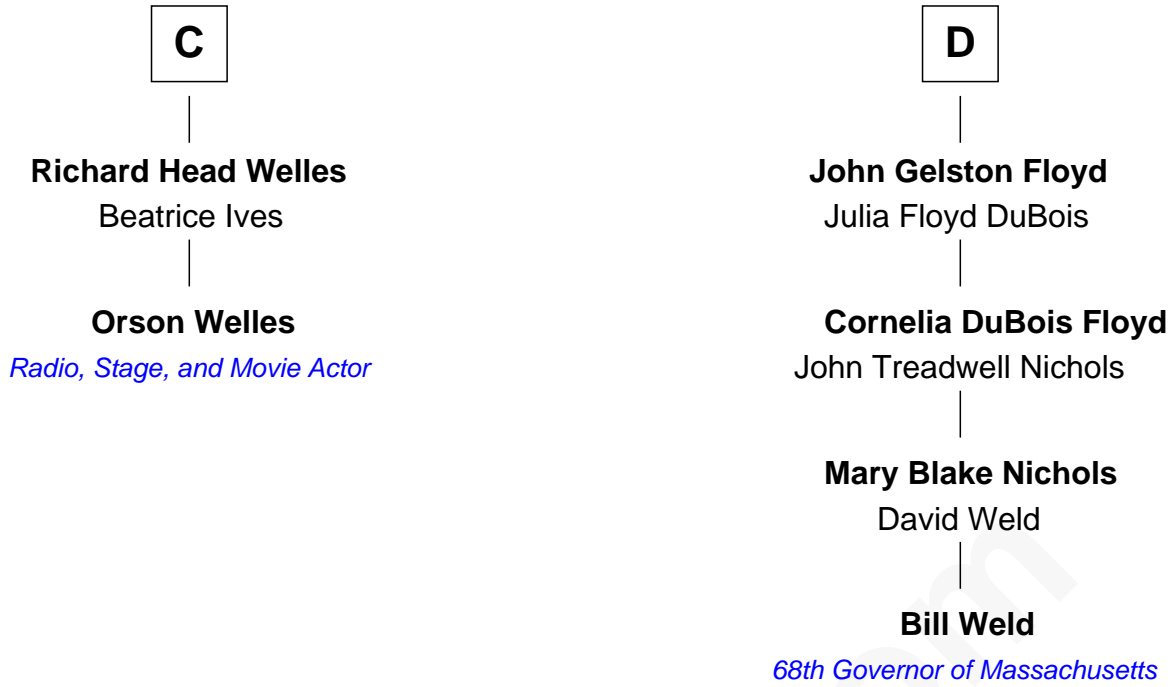 C
Richard Head Welles
Beatrice Ives
Orson Welles
Radio, Stage, and Movie Actor
D
John Gelston Floyd
Julia Floyd DuBois
Cornelia DuBois Floyd
John Treadwell Nichols
Mary Blake Nichols
David Weld
Bill Weld
68th Governor of Massachusetts